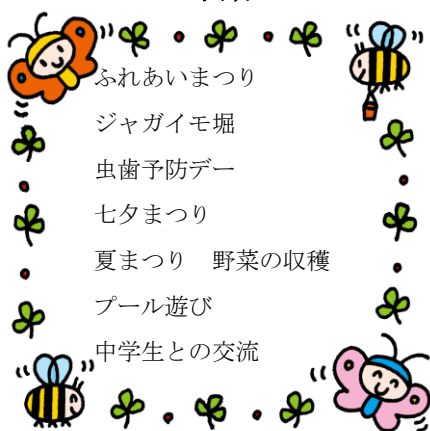 ふれあいまつり
ジャガイモ堀
虫歯予防デー
七夕まつり
夏まつり　野菜の収穫
プール遊び
中学生との交流